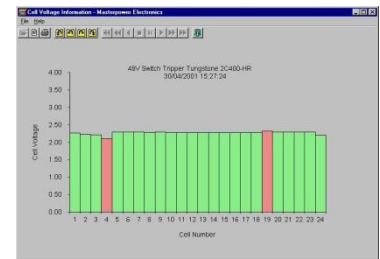 Cell Voltage Information - Masterpower Electronics
File Help
48V Switch Tripper Tungstone 2C400-HR
30/04/2001 15:27:24
4.00
3.50
3.00
2.50
2.00
1.50
1.00
0.50
0.00
Cell Voltage
1 2 3 4 5 6 7 8 9 10 11 12 13 14 15 16 17 18 19 20 21 22 23 24
Cell Number